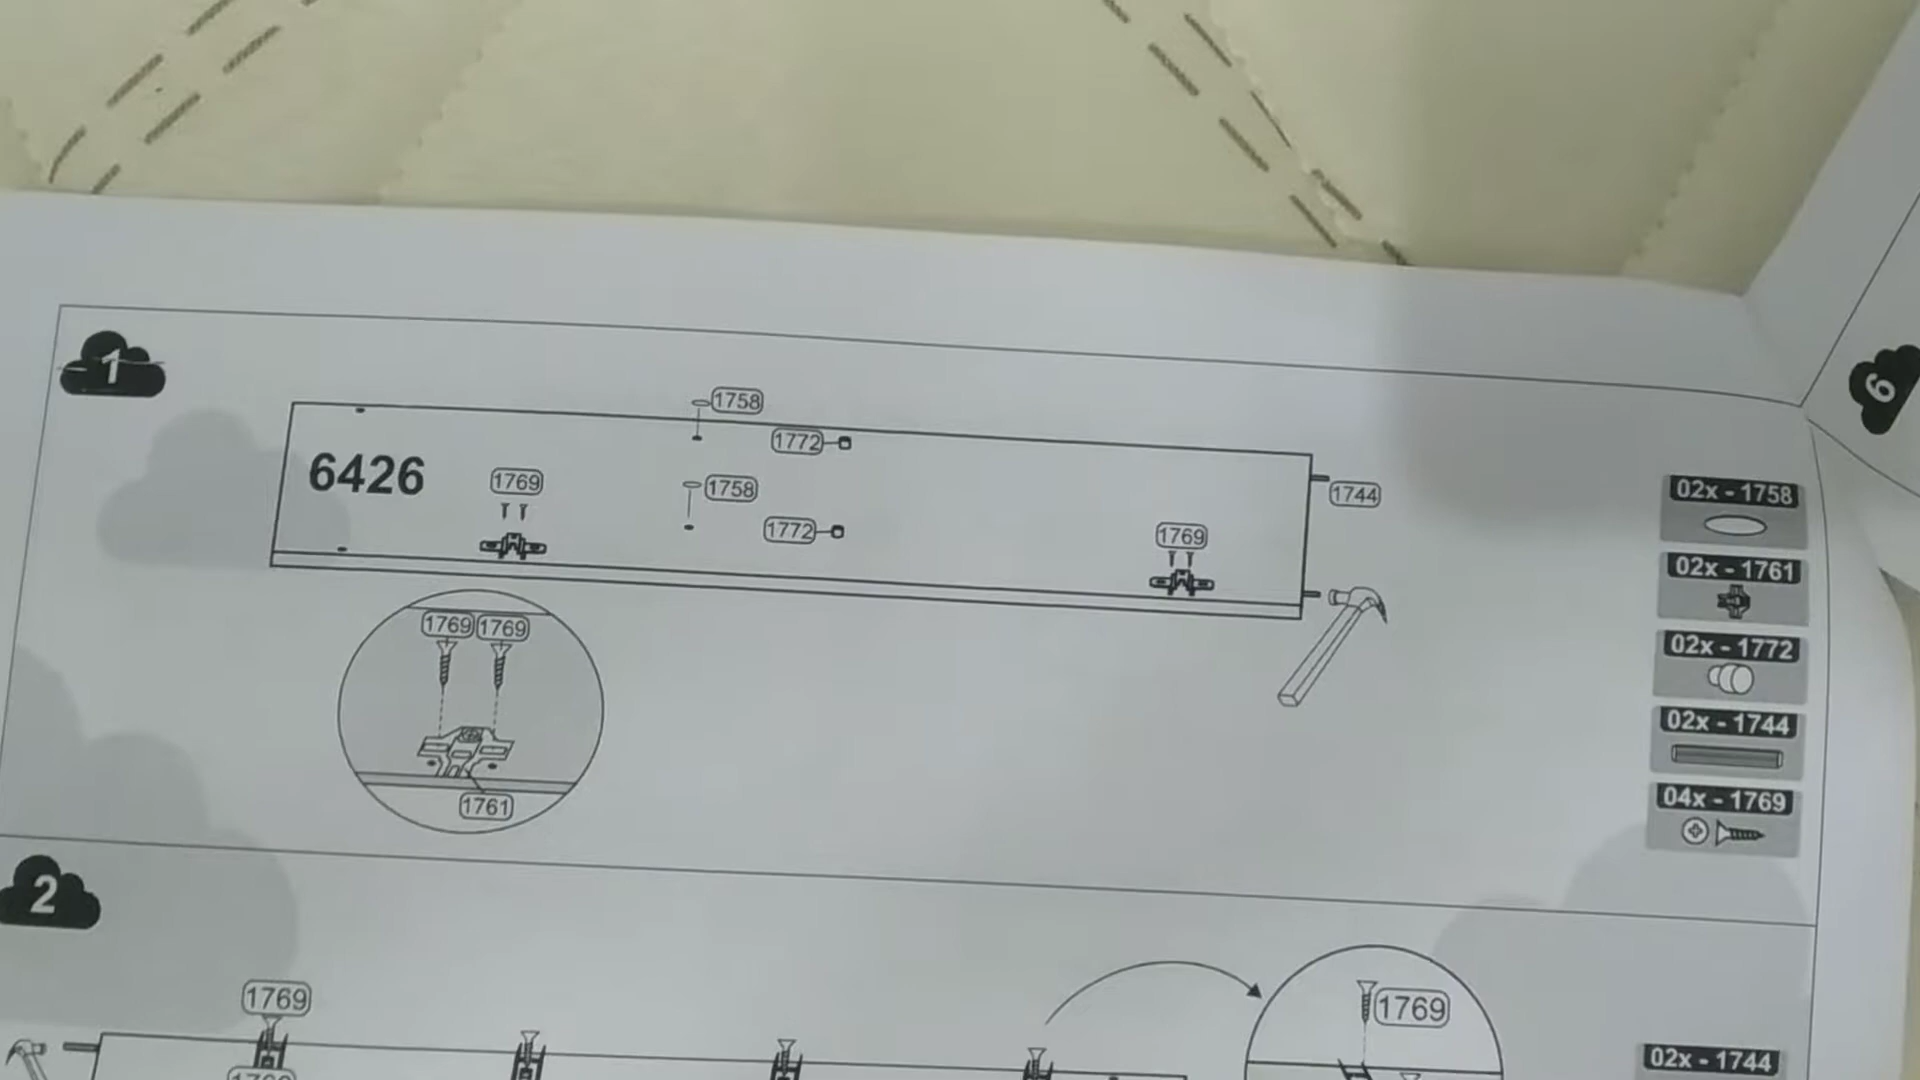 1
6426
1758
1772
1769
1758
1772
1744
1769
1769 1769
1761
02x - 1758
02x - 1761
02x - 1772
02x - 1744
04x - 1769
6
2
1769
1769
02x - 1744